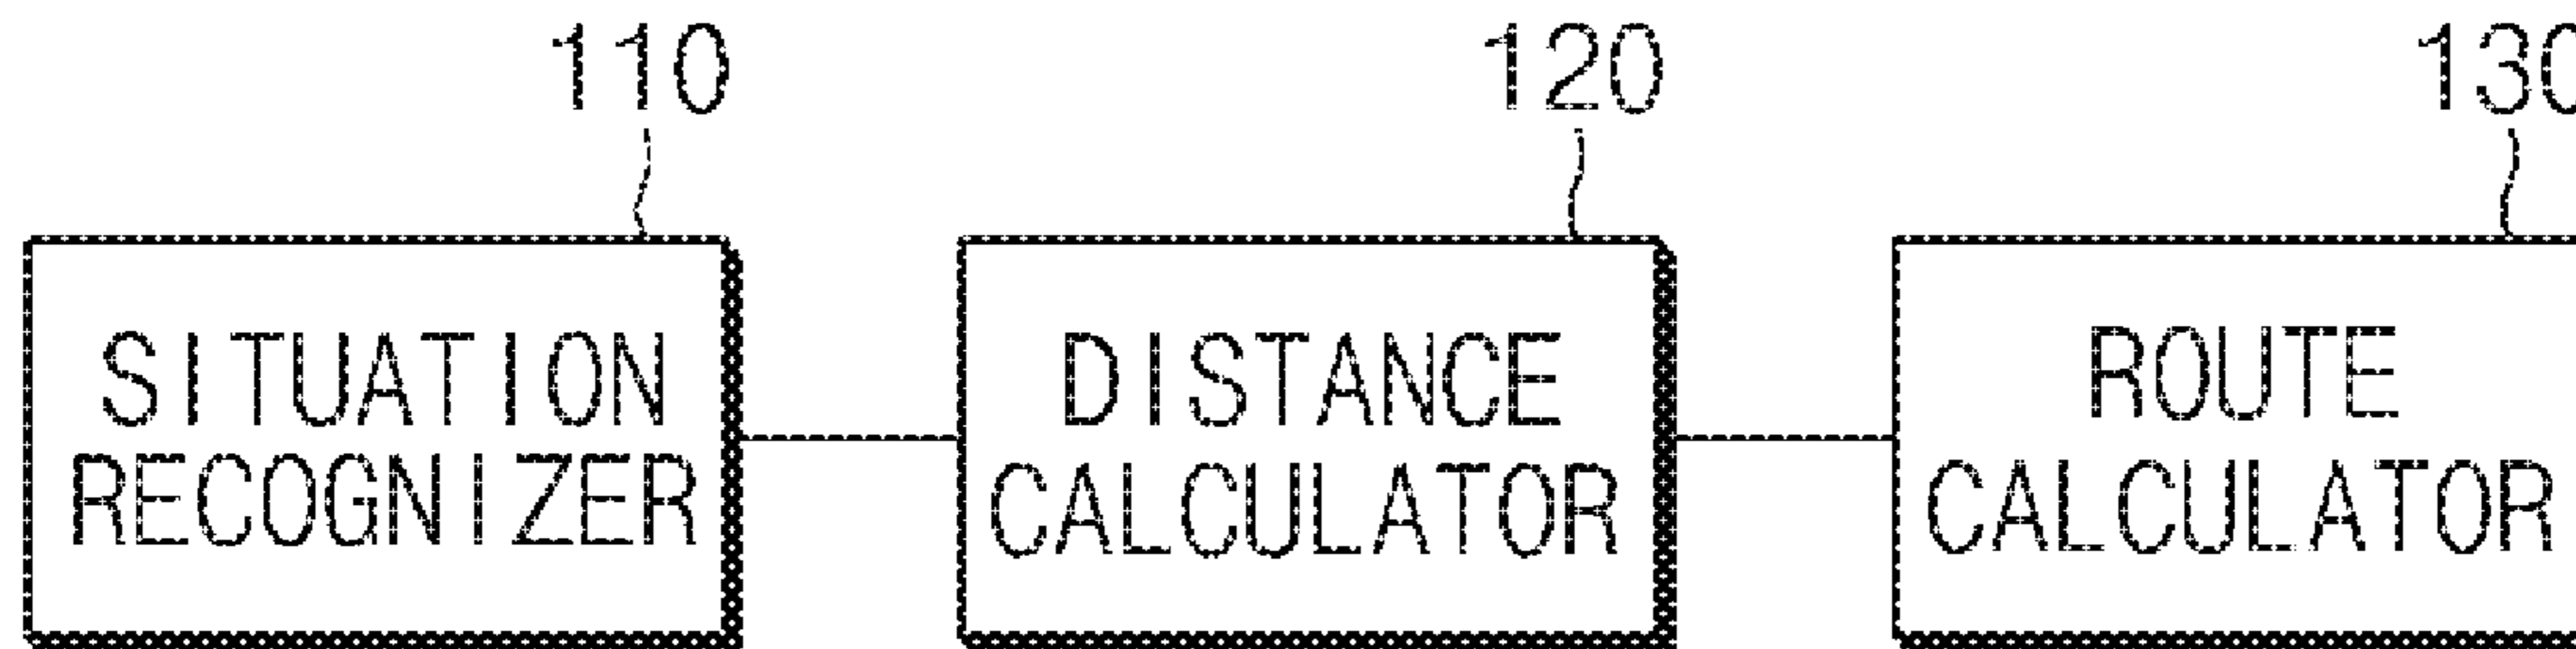 110
120
130
SITUATION
RECOGNIZER
DISTANCE
CALCULATOR
ROUTE
CALCULATOR